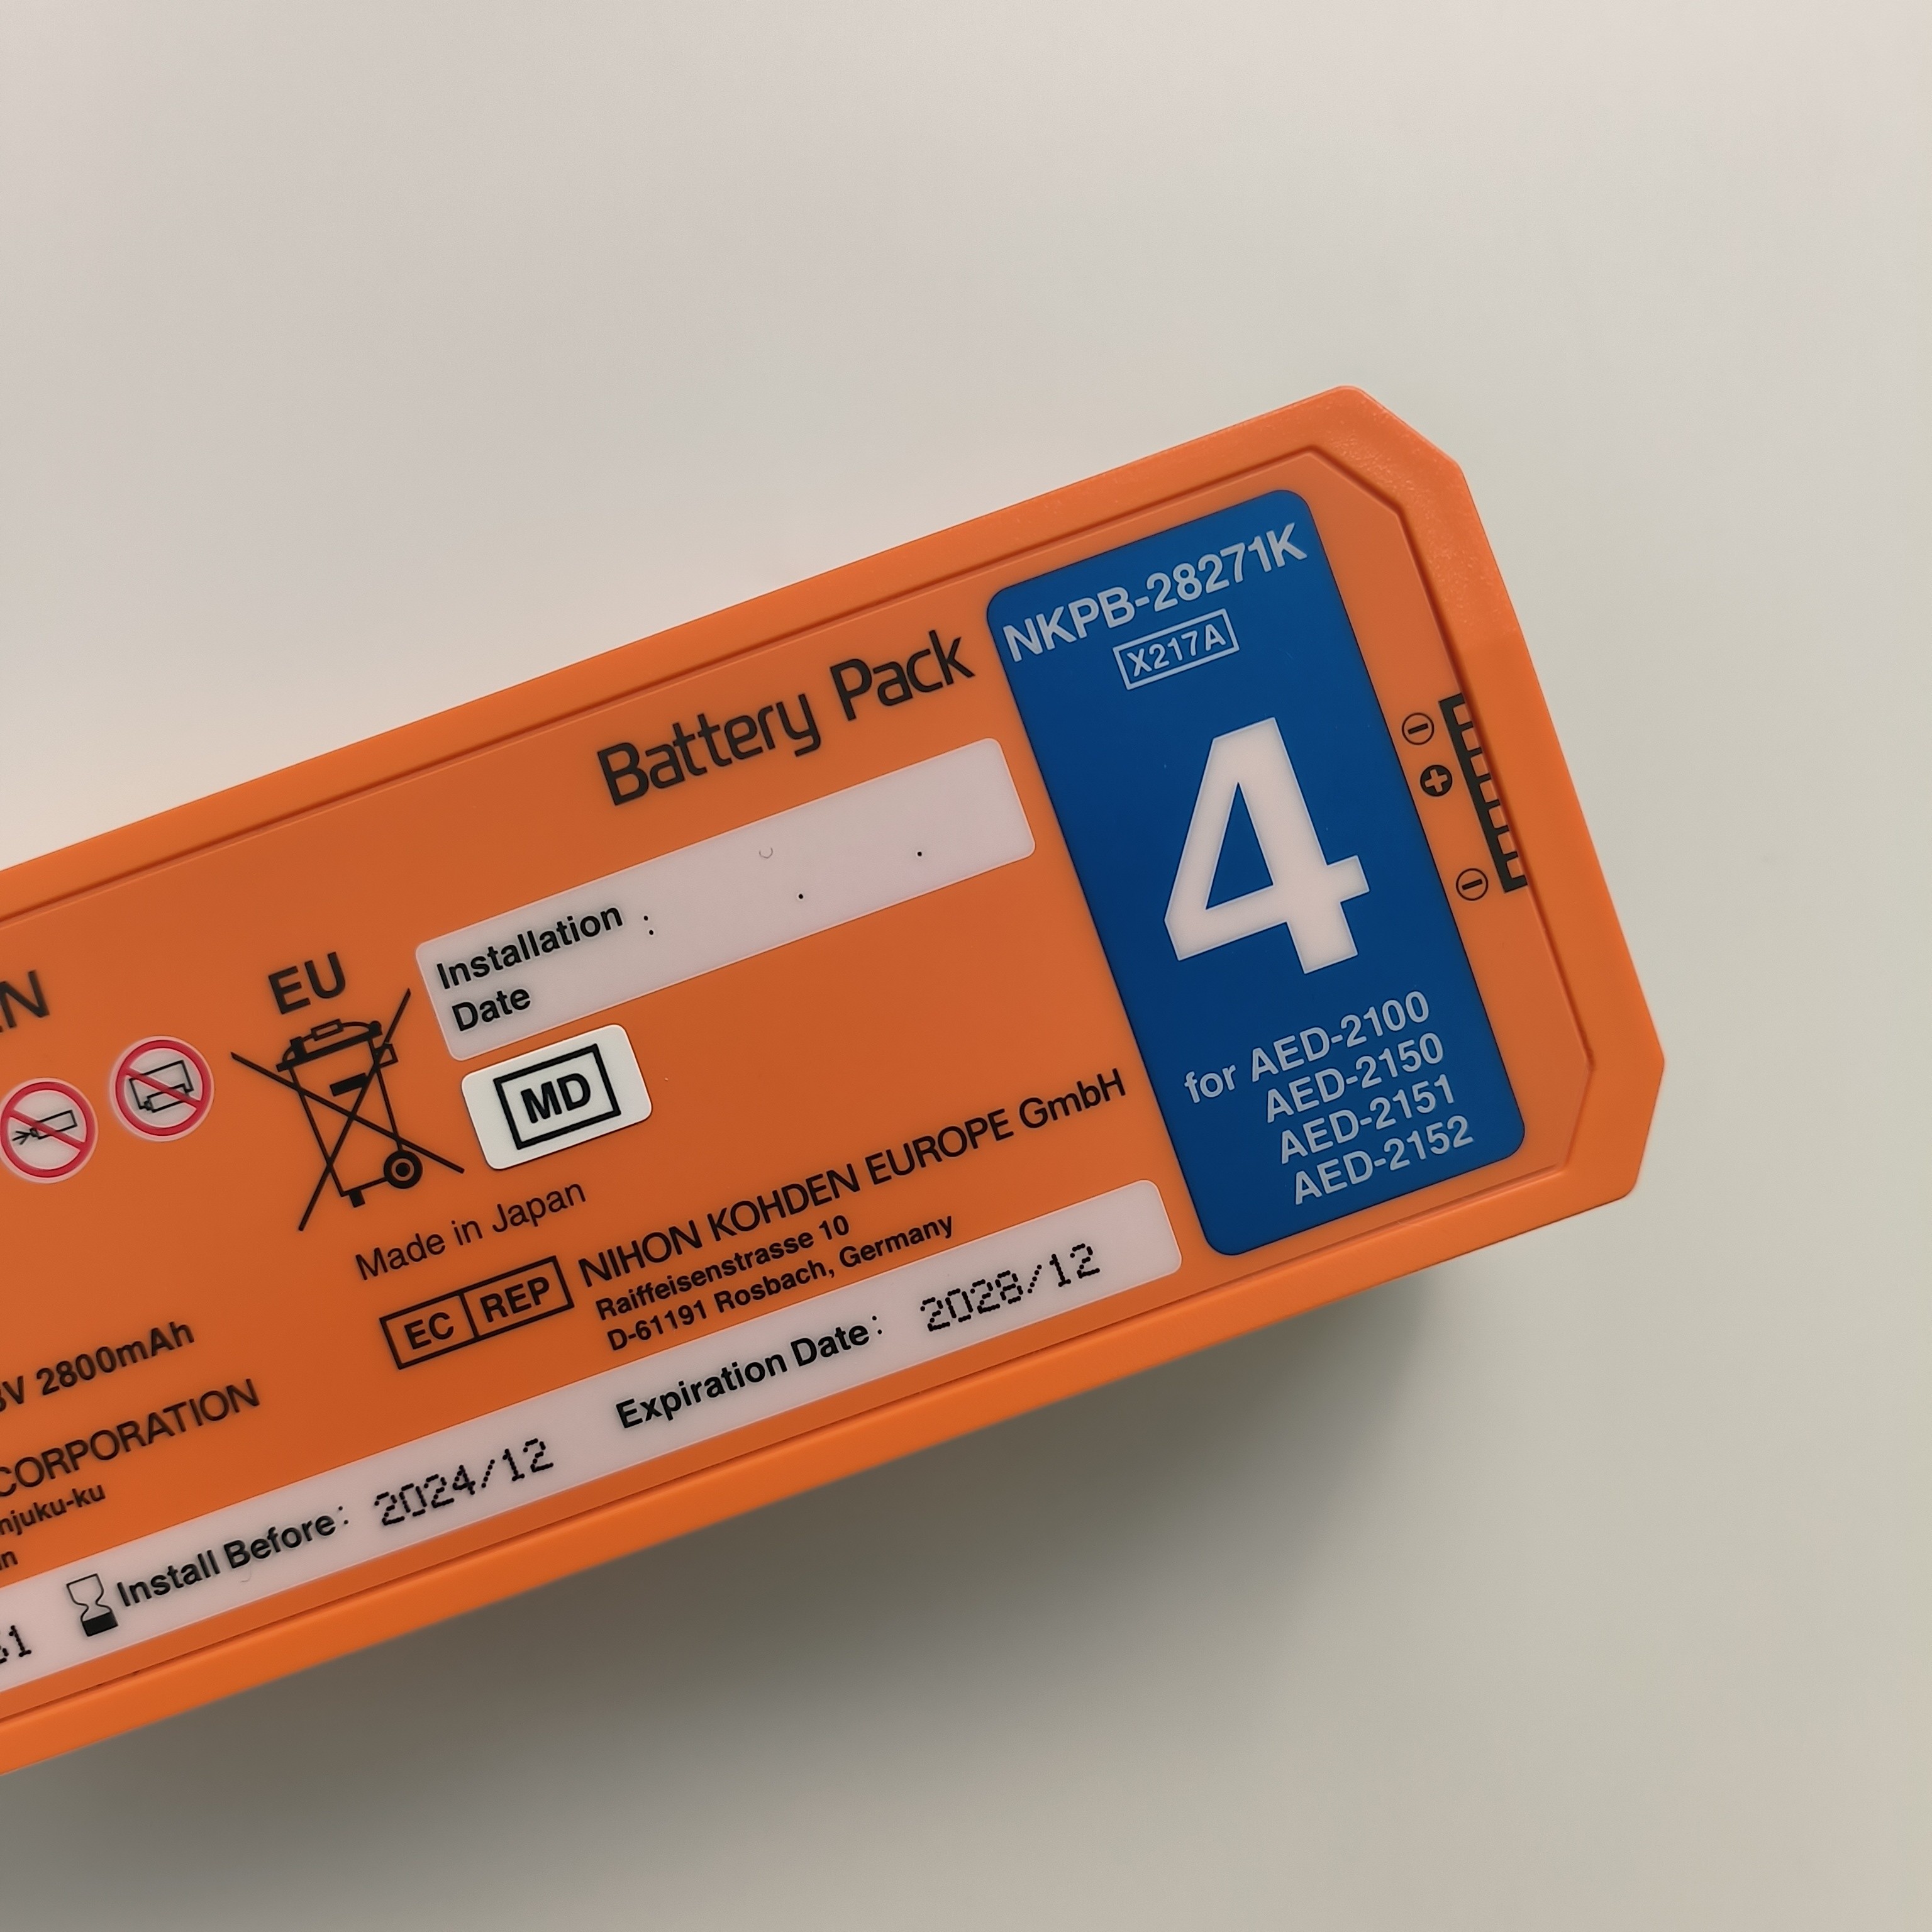 Battery Pack
NKPB-28271K
X217A
4
for AED-2100
AED-2150
AED-2151
AED-2152
Installation :
Date
EU
MD
Made in Japan
EC REP
NIHON KOHDEN EUROPE GmbH
Raiffeisenstrasse 10
D-61191 Rosbach, Germany
2800mAh
CORPORATION
Install Before: 2024/12 Expiration Date: 2028/12